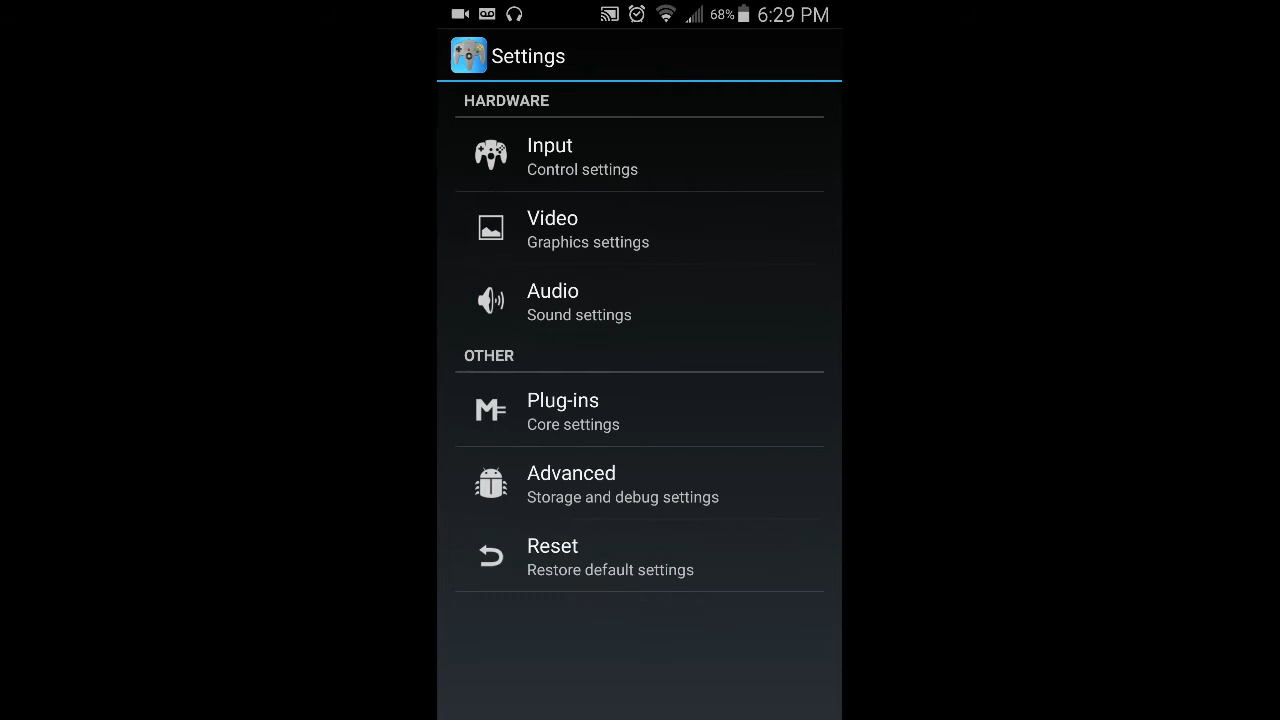 68% 6:29 PM
Settings
HARDWARE
Input
Control settings
Video
Graphics settings
Audio
Sound settings
OTHER
Plug-ins
Core settings
Advanced
Storage and debug settings
Reset
Restore default settings